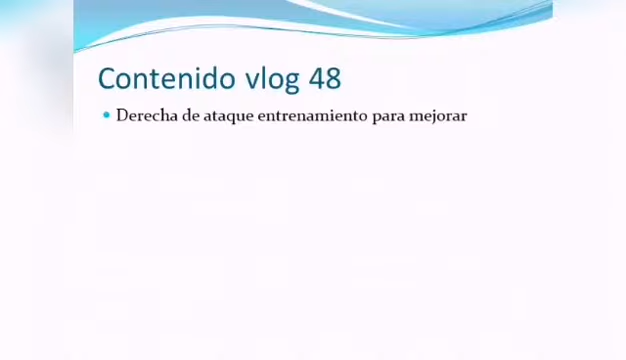 Contenido vlog 48
Derecha de ataque entrenamiento para mejorar